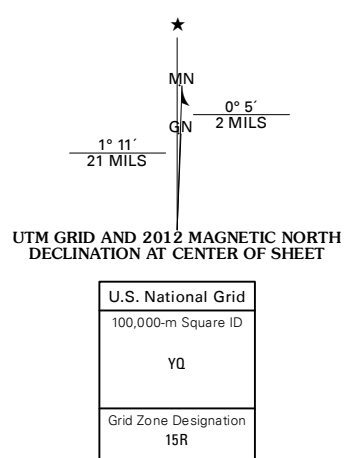 ★
MN
0° 5´
2 MILS
GN
1° 11´
21 MILS
UTM GRID AND 2012 MAGNETIC NORTH
DECLINATION AT CENTER OF SHEET
U.S. National Grid
100,000-m Square ID
YQ
Grid Zone Designation
15R